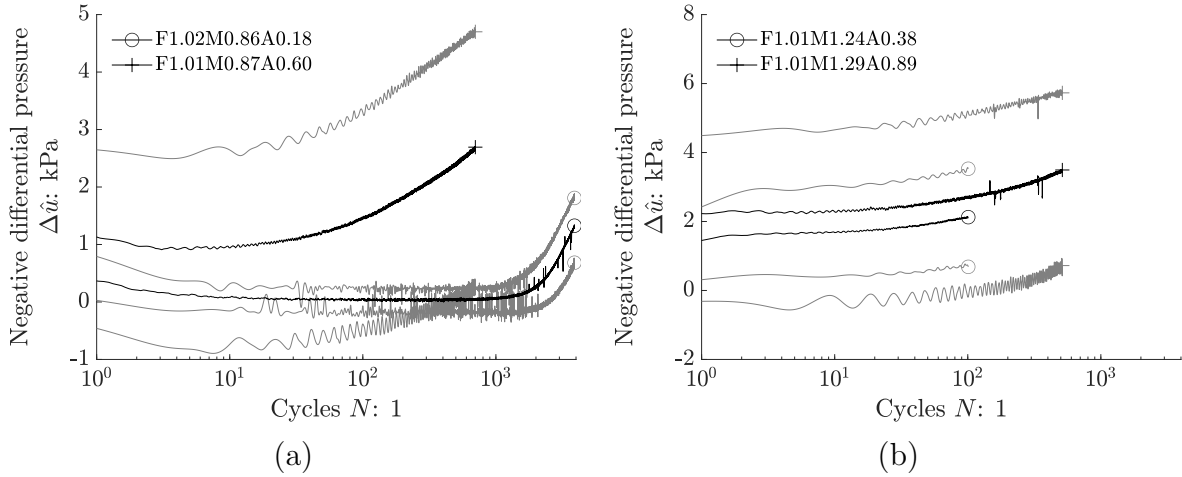 Negative differential pressure
Δû: kPa
5
4
3
2
1
0
-1
F1.02M0.86A0.18
F1.01M0.87A0.60
10⁰ 10¹ 10² 10³
Cycles N: 1
(a)
Negative differential pressure
Δû: kPa
8
6
4
2
0
-2
F1.01M1.24A0.38
F1.01M1.29A0.89
10⁰ 10¹ 10² 10³
Cycles N: 1
(b)